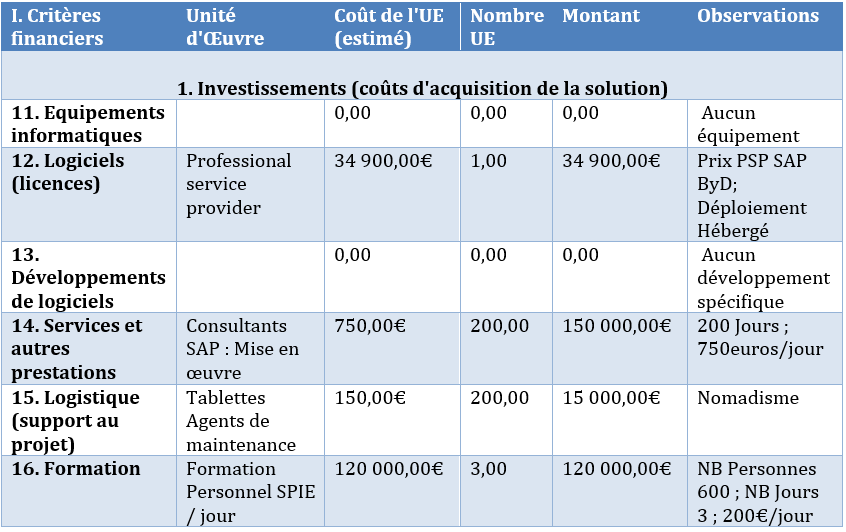 I. Critères financiers | Unité d'Œuvre | Coût de l'UE (estimé) | Nombre UE | Montant | Observations
1. Investissements (coûts d'acquisition de la solution)
11. Equipements informatiques | | 0,00 | 0,00 | 0,00 | Aucun équipement
12. Logiciels (licences) | Professional service provider | 34 900,00€ | 1,00 | 34 900,00€ | Prix PSP SAP ByD; Déploiement Hébergé
13. Développements de logiciels | | 0,00 | 0,00 | 0,00 | Aucun développement spécifique
14. Services et autres prestations | Consultants SAP : Mise en œuvre | 750,00€ | 200,00 | 150 000,00€ | 200 Jours ; 750euros/jour
15. Logistique (support au projet) | Tablettes Agents de maintenance | 150,00€ | 200,00 | 15 000,00€ | Nomadisme
16. Formation | Formation Personnel SPIE / jour | 120 000,00€ | 3,00 | 120 000,00€ | NB Personnes 600 ; NB Jours 3 ; 200€/jour